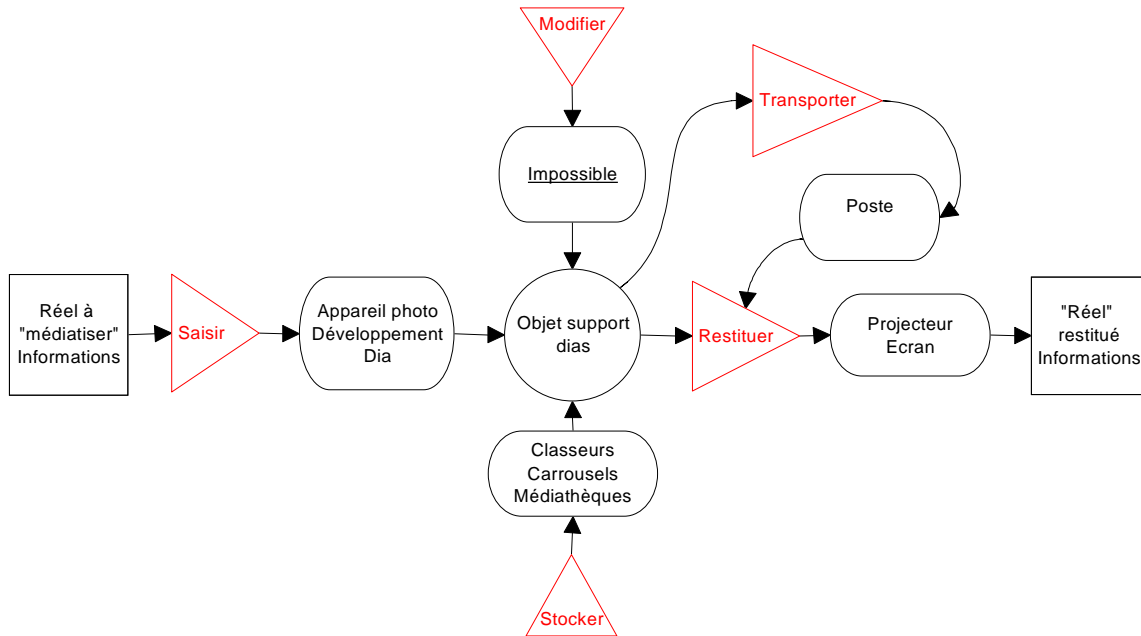 Modifier
Transporter
Impossible
Poste
Réel à
"médiatiser"
Informations
Saisir
Appareil photo
Développement
Dia
Objet support
dias
Restituer
Projecteur
Ecran
"Réel"
restitué
Informations
Classeurs
Carrousels
Médiathèques
Stocker